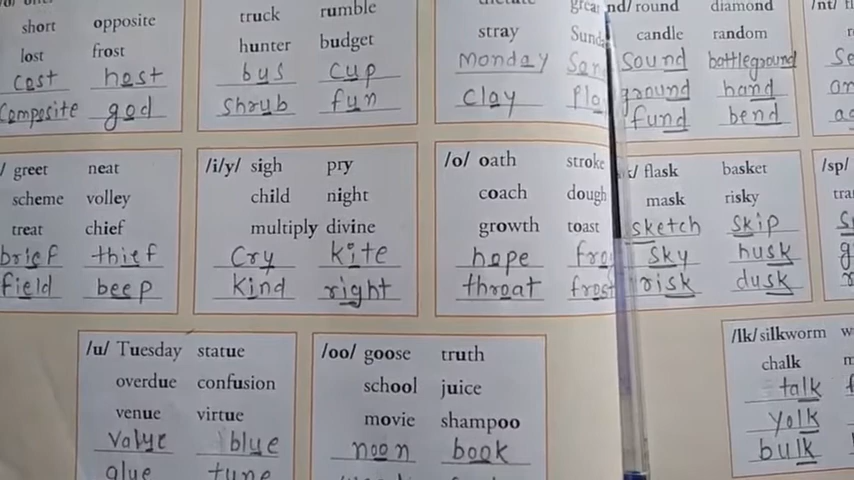 short opposite
lost frost
cost host
Composite god
truck rumble
hunter budget
bus cup
shrub fun
stray
Monday
clay
nd/ round diamond
candle random
Sound battleground
ground hand
fund bend
/nt/
/ greet neat
scheme volley
treat chief
brief thief
field beep
/i/y/ sigh pry
child night
multiply divine
Cry kite
kind right
/o/ oath stroke
coach dough
growth toast
hope
throat frost
/ flask basket
mask risky
sketch skip
sky husk
risk dusk
/sp/
/u/ Tuesday statue
overdue confusion
venue virtue
Value blue
glue tune
/oo/ goose truth
school juice
movie shampoo
noon book
/lk/ silkworm
chalk
talk
yolk
bulk